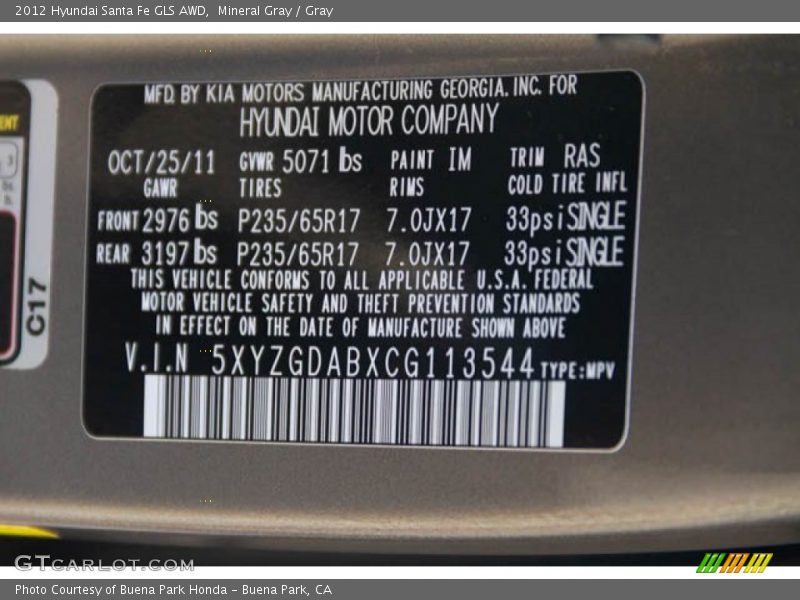 2012 Hyundai Santa Fe GLS AWD,  Mineral Gray / Gray
MFD. BY KIA MOTORS MANUFACTURING GEORGIA. INC. FOR
HYUNDAI MOTOR COMPANY
OCT/25/11 GVWR 5071 lbs PAINT IM TRIM RAS
GAWR TIRES RIMS COLD TIRE INFL
FRONT 2976 lbs P235/65R17 7.0JX17 33psi SINGLE
REAR 3197 lbs P235/65R17 7.0JX17 33psi SINGLE
THIS VEHICLE CONFORMS TO ALL APPLICABLE U.S.A. FEDERAL
MOTOR VEHICLE SAFETY AND THEFT PREVENTION STANDARDS
IN EFFECT ON THE DATE OF MANUFACTURE SHOWN ABOVE
V.I.N 5XYZGDABXCG113544 TYPE:MPV
C17
GTCARLOT.COM
Photo Courtesy of Buena Park Honda - Buena Park, CA